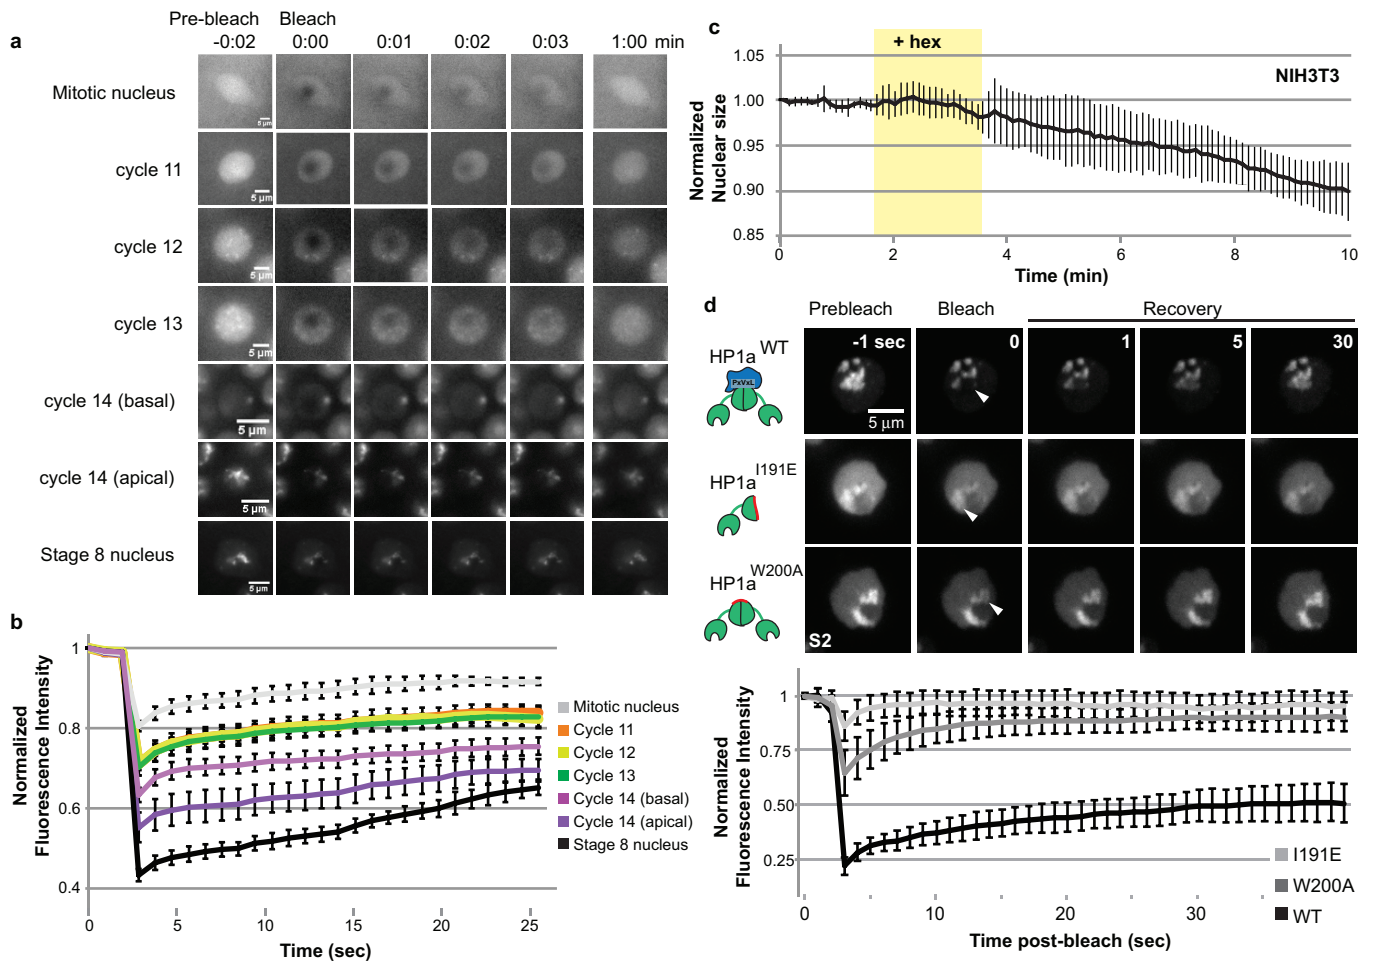 a
Pre-bleach Bleach
-0:02 0:00 0:01 0:02 0:03 1:00 min
Mitotic nucleus
5 µm
cycle 11
5 µm
cycle 12
5 µm
cycle 13
5 µm
cycle 14 (basal)
5 µm
cycle 14 (apical)
5 µm
Stage 8 nucleus
5 µm
b
Normalized
Fluorescence Intensity
1
0.8
0.6
0.4
0 5 10 15 20 25
Time (sec)
Mitotic nucleus
Cycle 11
Cycle 12
Cycle 13
Cycle 14 (basal)
Cycle 14 (apical)
Stage 8 nucleus
c
+ hex
NIH3T3
Normalized
Nuclear size
1.05
1.00
0.95
0.90
0.85
0 2 4 6 8 10
Time (min)
d
Prebleach Bleach Recovery
-1 sec 0 1 5 30
HP1a WT
PxVxL
5 µm
HP1a I191E
HP1a W200A
S2
Normalized
Fluorescence Intensity
1
0.75
0.50
0.25
0 10 20 30
Time post-bleach (sec)
I191E
W200A
WT